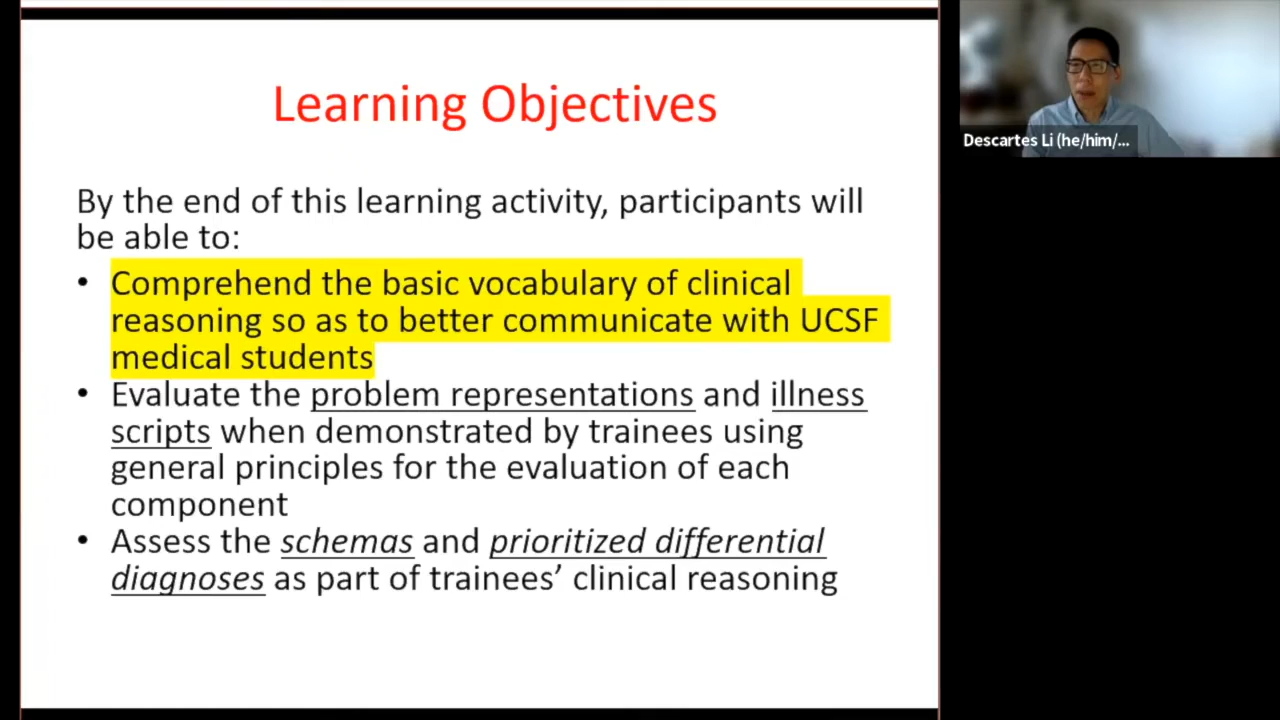 Learning Objectives
By the end of this learning activity, participants will
be able to:
• Comprehend the basic vocabulary of clinical
reasoning so as to better communicate with UCSF
medical students
• Evaluate the problem representations and illness
scripts when demonstrated by trainees using
general principles for the evaluation of each
component
• Assess the schemas and prioritized differential
diagnoses as part of trainees’ clinical reasoning
Descartes Li (he/him/...